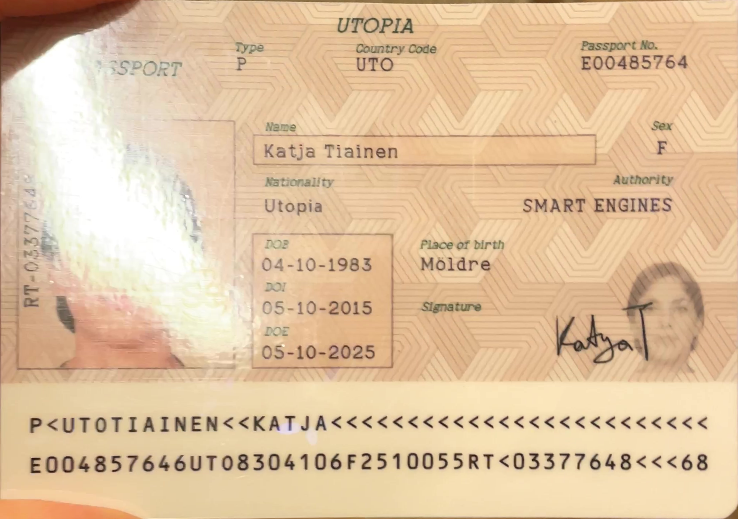 UTOPIA
PASSPORT
Type
Country Code
Passport No.
P
UTO
E00485764
Name
Sex
Katja Tiainen
F
Nationality
Authority
Utopia
SMART ENGINES
DOB
Place of birth
04-10-1983
Möldre
DOI
05-10-2015
Signature
DOE
05-10-2025
Katya T
RT-03377648
P<UTOTIAINEN<<KATJA<<<<<<<<<<<<<<<<<<<<<<<<<
E004857646UTO8304106F2510055RT<03377648<<<68